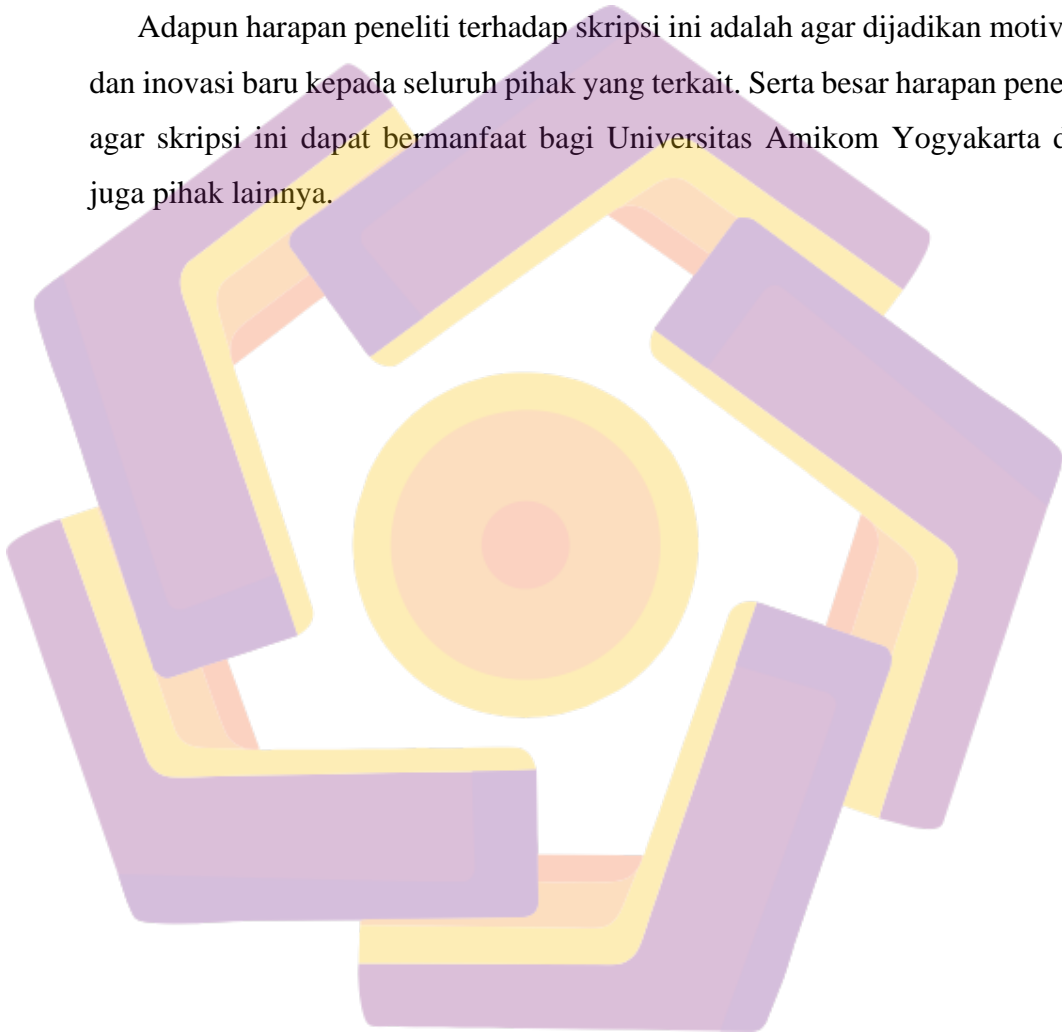 Adapun harapan peneliti terhadap skripsi ini adalah agar dijadikan motiv
dan inovasi baru kepada seluruh pihak yang terkait. Serta besar harapan pene
agar skripsi ini dapat bermanfaat bagi Universitas Amikom Yogyakarta d
juga pihak lainnya.